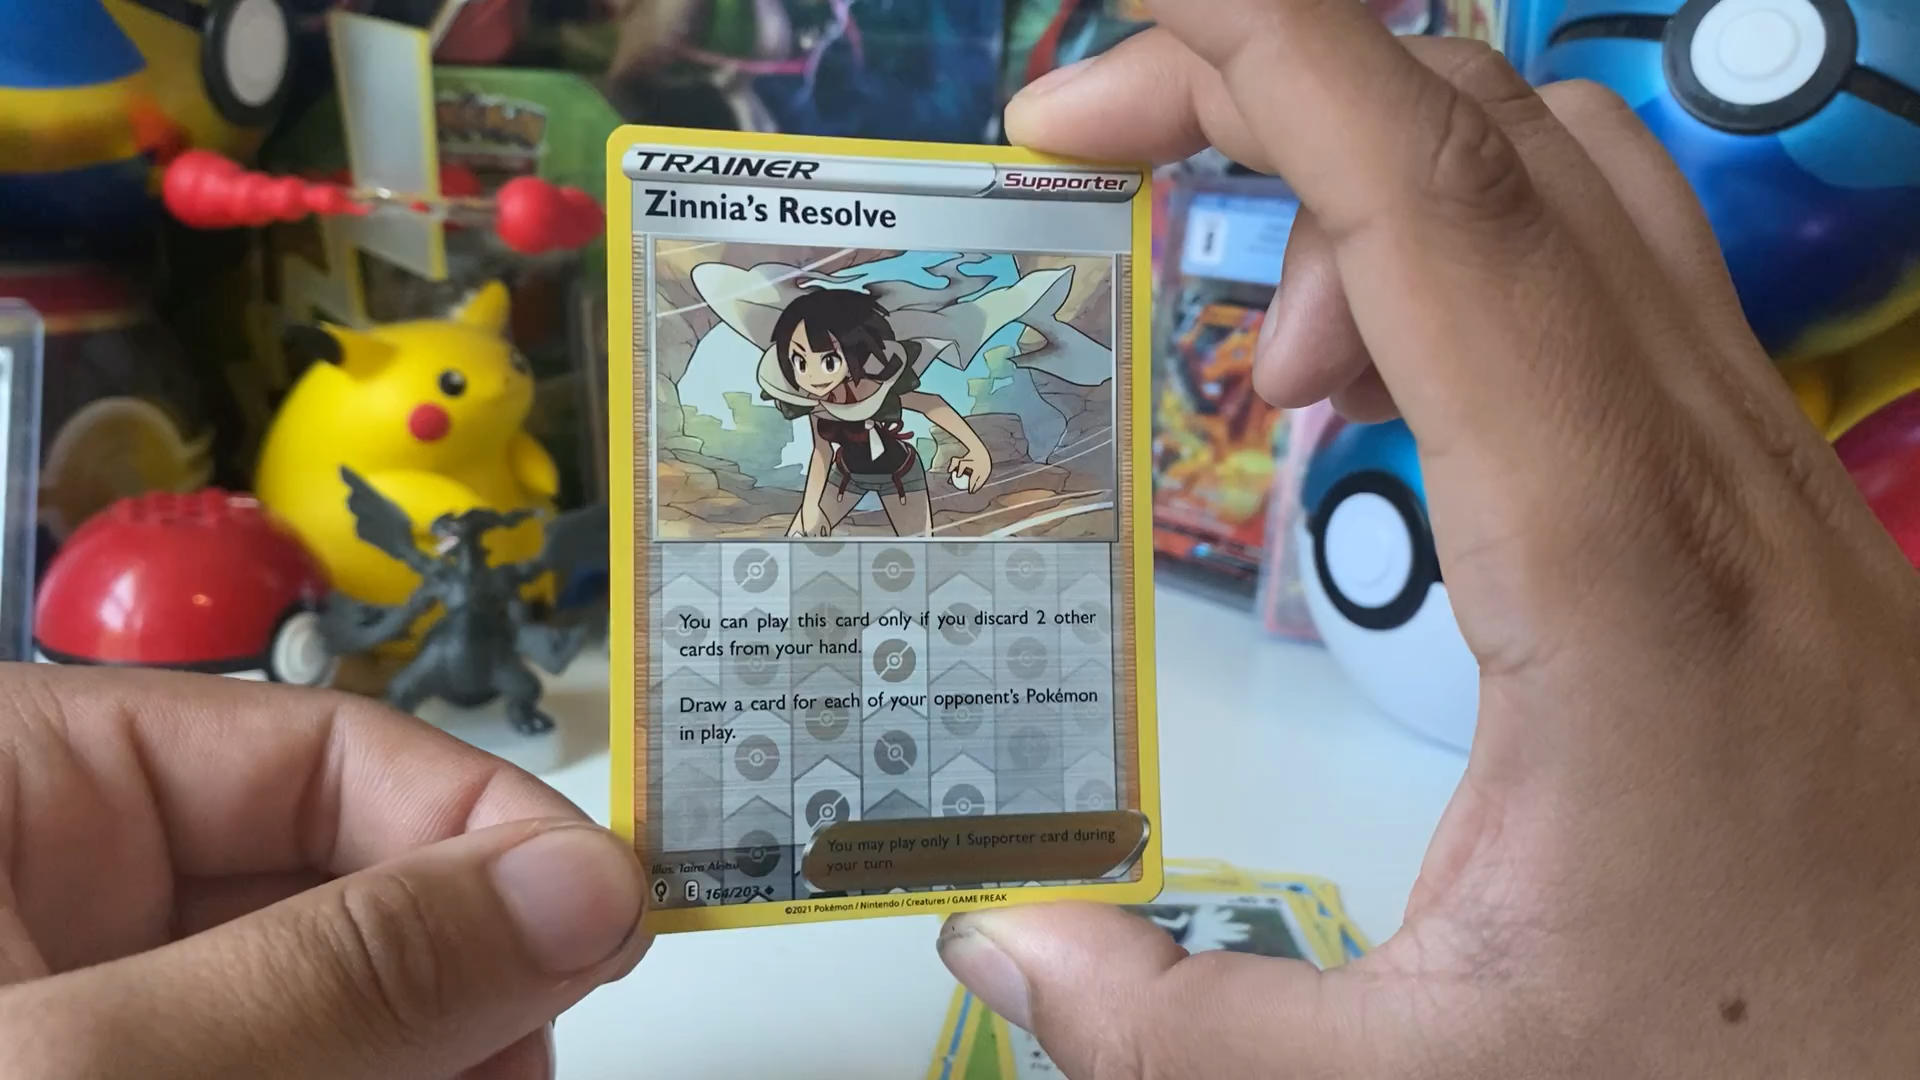 TRAINER
Supporter
Zinnia's Resolve
You can play this card only if you discard 2 other
cards from your hand.
Draw a card for each of your opponent's Pokémon
in play.
You may play only 1 Supporter card during
your turn.
Illus. Taira Akitsu
E 164/203
©2021 Pokémon / Nintendo / Creatures / GAME FREAK